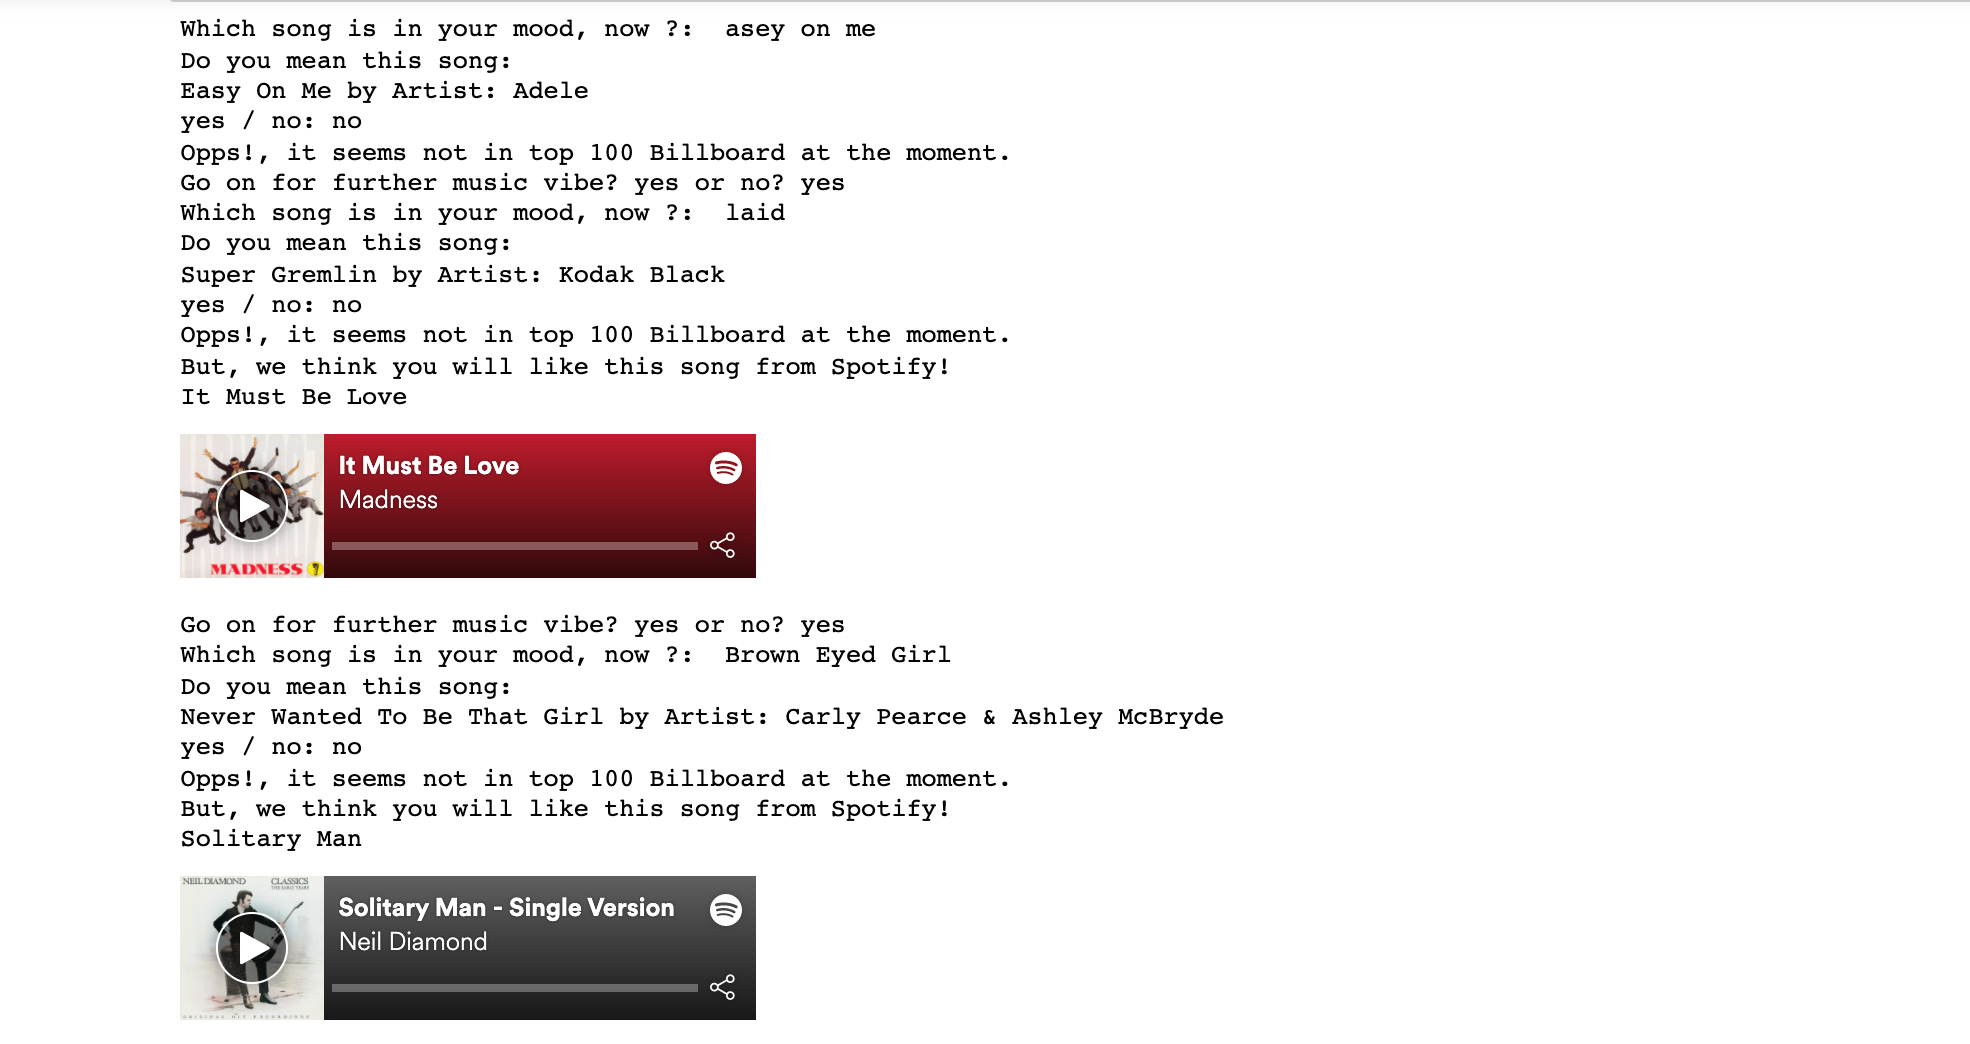 Which song is in your mood, now ?:  asey on me
Do you mean this song:
Easy On Me by Artist: Adele
yes / no: no
Opps!, it seems not in top 100 Billboard at the moment.
Go on for further music vibe? yes or no? yes
Which song is in your mood, now ?:  laid
Do you mean this song:
Super Gremlin by Artist: Kodak Black
yes / no: no
Opps!, it seems not in top 100 Billboard at the moment.
But, we think you will like this song from Spotify!
It Must Be Love
It Must Be Love
Madness
MADNESS 7
Go on for further music vibe? yes or no? yes
Which song is in your mood, now ?:  Brown Eyed Girl
Do you mean this song:
Never Wanted To Be That Girl by Artist: Carly Pearce & Ashley McBryde
yes / no: no
Opps!, it seems not in top 100 Billboard at the moment.
But, we think you will like this song from Spotify!
Solitary Man
NEIL DIAMOND CLASSICS
THE EARLY YEARS
Solitary Man - Single Version
Neil Diamond
ORIGINAL HIT RECORDINGS